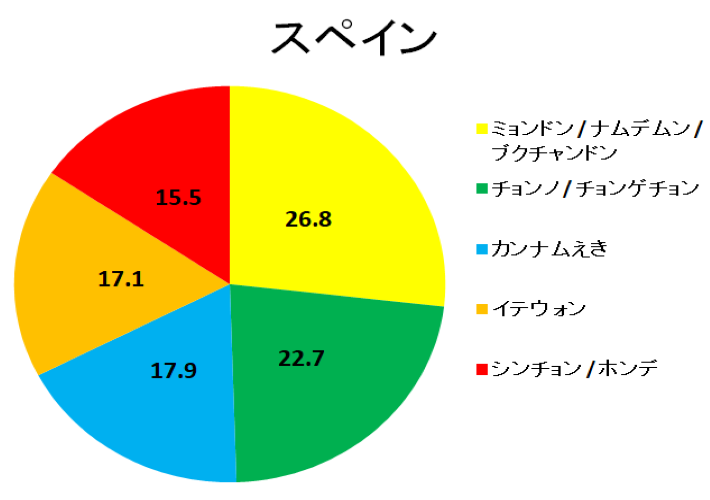 スペイン
26.8
22.7
17.9
17.1
15.5
ミョンドン/ナムデムン/
ブクチャンドン
チョンノ/チョンゲチョン
カンナムえき
イテウォン
シンチョン/ホンデ